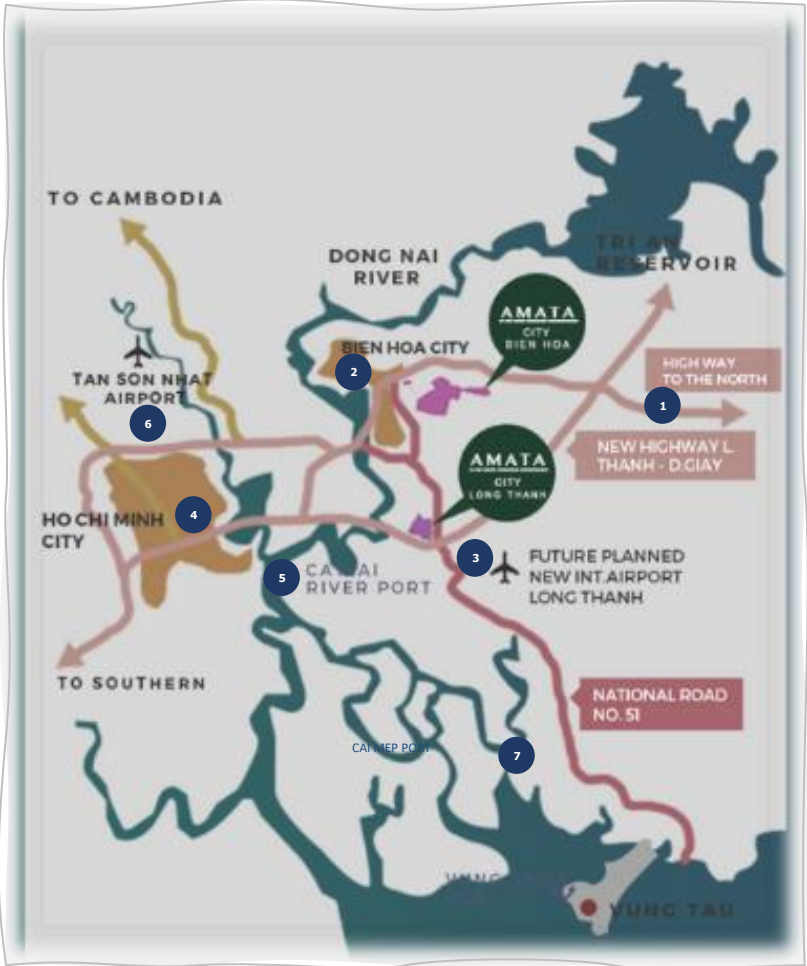 TO CAMBODIA
TRI AN
RESERVOIR
DONG NAI
RIVER
AMATA
CITY
BIEN HOA
BIEN HOA CITY
2
HIGH WAY
TO THE NORTH
1
TAN SON NHAT
AIRPORT
6
NEW HIGHWAY L.
THANH - D.GIAY
AMATA
CITY
LONG THANH
HO CHI MINH
CITY
4
3
FUTURE PLANNED
NEW INT.AIRPORT
LONG THANH
5
RIVER PORT
TO SOUTHERN
NATIONAL ROAD
NO. 51
CAI MEP PORT
7
VUNG TAU